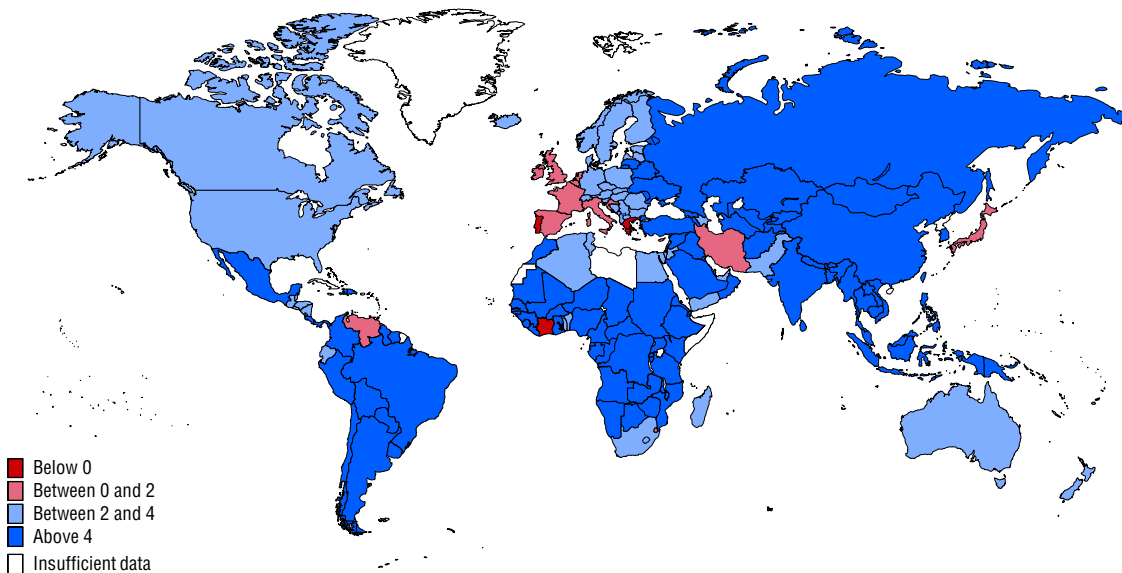 Below 0
Between 0 and 2
Between 2 and 4
Above 4
Insufficient data